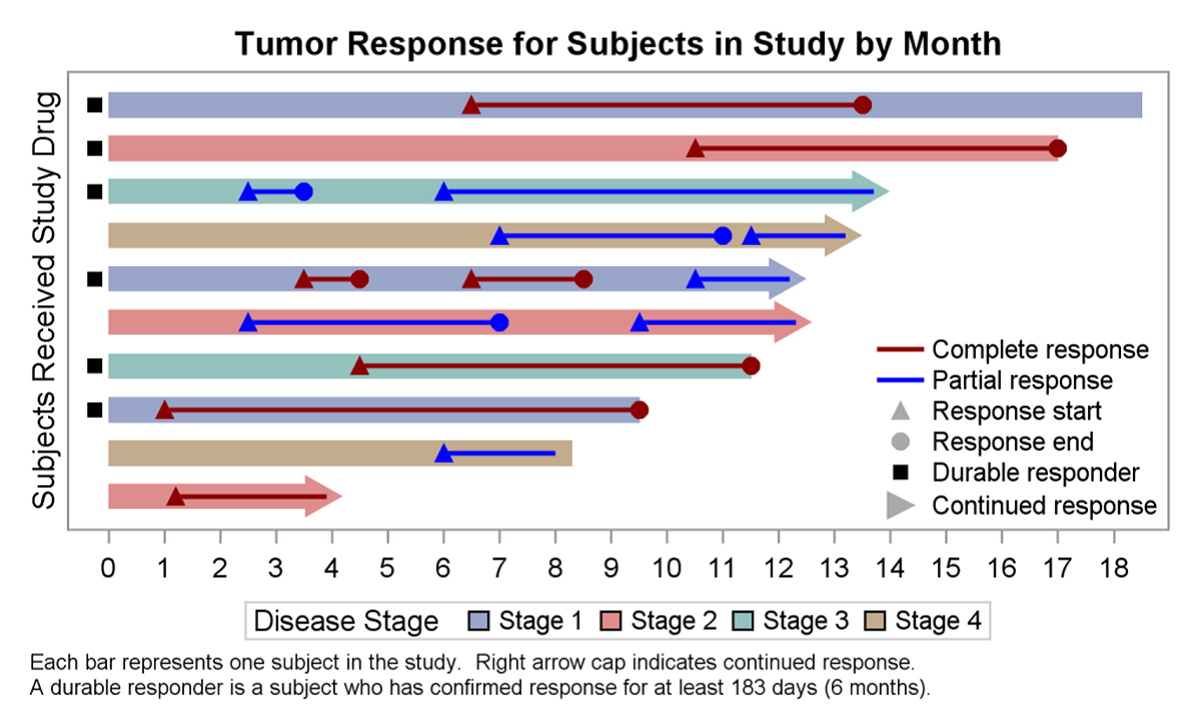 Tumor Response for Subjects in Study by Month
Subjects Received Study Drug
Complete response
Partial response
Response start
Response end
Durable responder
Continued response
0 1 2 3 4 5 6 7 8 9 10 11 12 13 14 15 16 17 18
Disease Stage Stage 1 Stage 2 Stage 3 Stage 4
Each bar represents one subject in the study. Right arrow cap indicates continued response.
A durable responder is a subject who has confirmed response for at least 183 days (6 months).